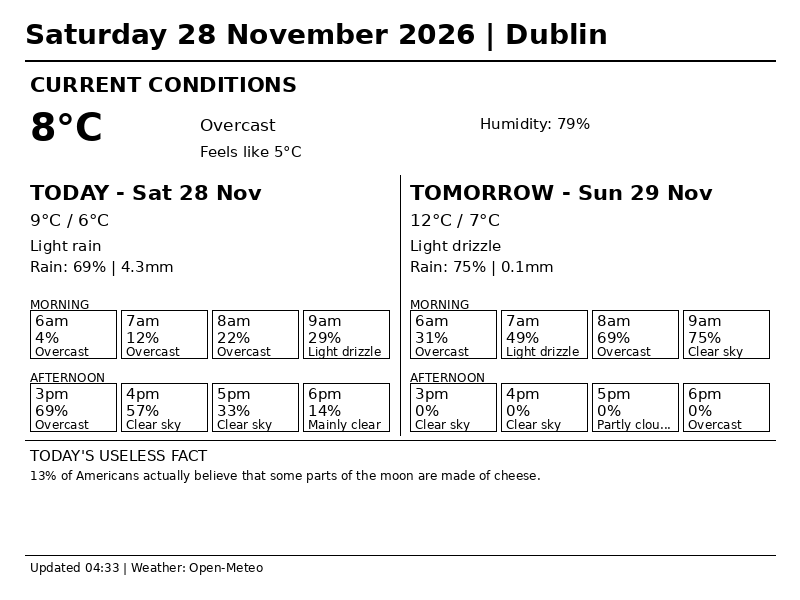 Saturday 28 November 2026 | Dublin
CURRENT CONDITIONS
8°C
Overcast
Feels like 5°C
Humidity: 79%
TODAY - Sat 28 Nov
9°C / 6°C
Light rain
Rain: 69% | 4.3mm
MORNING
6am
4%
Overcast
7am
12%
Overcast
8am
22%
Overcast
9am
29%
Light drizzle
AFTERNOON
3pm
69%
Overcast
4pm
57%
Clear sky
5pm
33%
Clear sky
6pm
14%
Mainly clear
TOMORROW - Sun 29 Nov
12°C / 7°C
Light drizzle
Rain: 75% | 0.1mm
MORNING
6am
31%
Overcast
7am
49%
Light drizzle
8am
69%
Overcast
9am
75%
Clear sky
AFTERNOON
3pm
0%
Clear sky
4pm
0%
Clear sky
5pm
0%
Partly clou...
6pm
0%
Overcast
TODAY'S USELESS FACT
13% of Americans actually believe that some parts of the moon are made of cheese.
Updated 04:33 | Weather: Open-Meteo